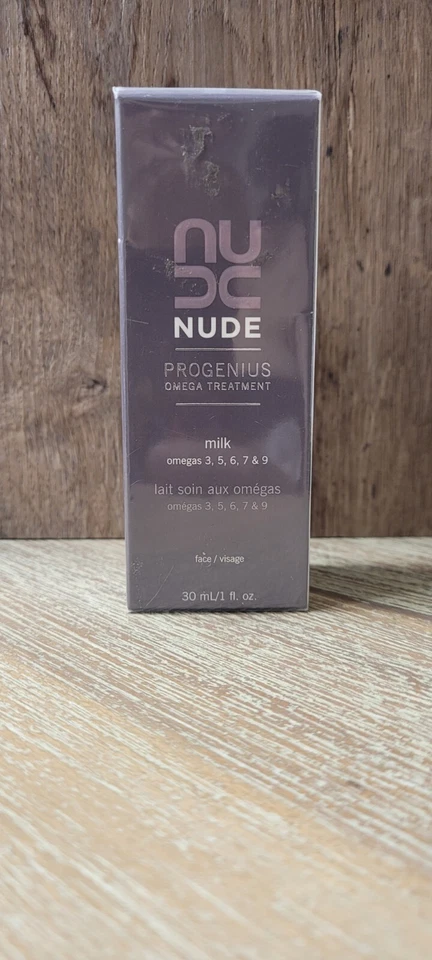 NUDE
NUDE
PROGENIUS
OMEGA TREATMENT
milk
omegas 3, 5, 6, 7 & 9
lait soin aux omégas
omégas 3, 5, 6, 7 & 9
face / visage
30 mL/1 fl. oz.